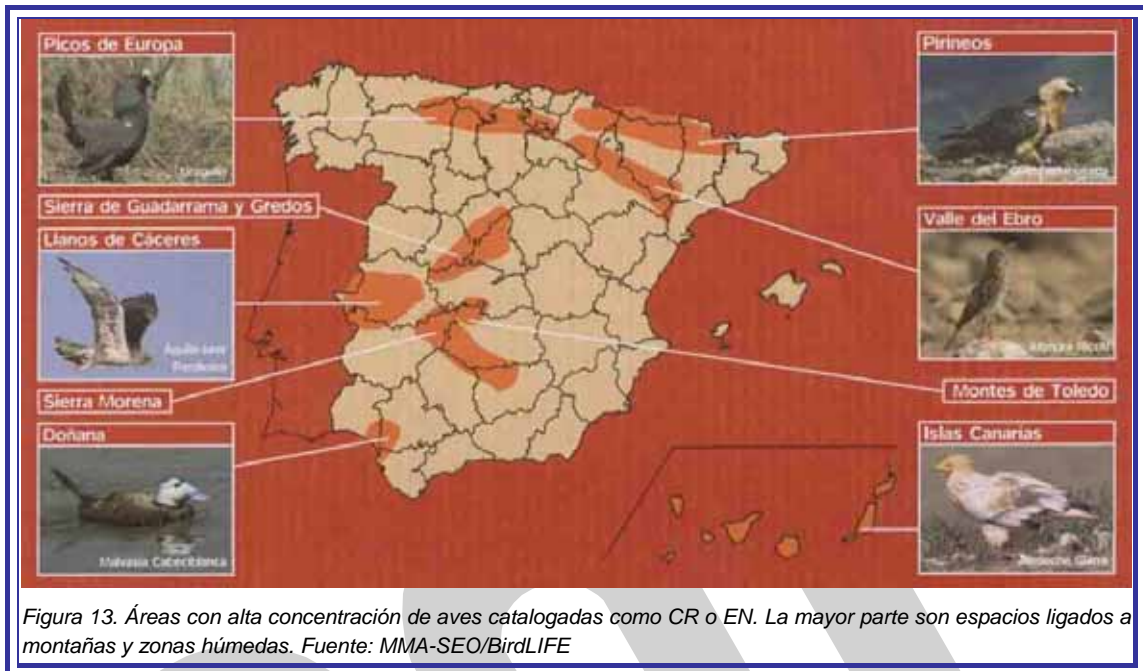 Picos de Europa
Urogallo
Sierra de Guadarrama y Gredos
Llanos de Cáceres
Perdicera
Sierra Morena
Doñana
Malvasía Cabeciblanca
Pirineos
Valle del Ebro
Ricotí
Montes de Toledo
Islas Canarias
Figura 13. Áreas con alta concentración de aves catalogadas como CR o EN. La mayor parte son espacios ligados a
montañas y zonas húmedas. Fuente: MMA-SEO/BirdLIFE